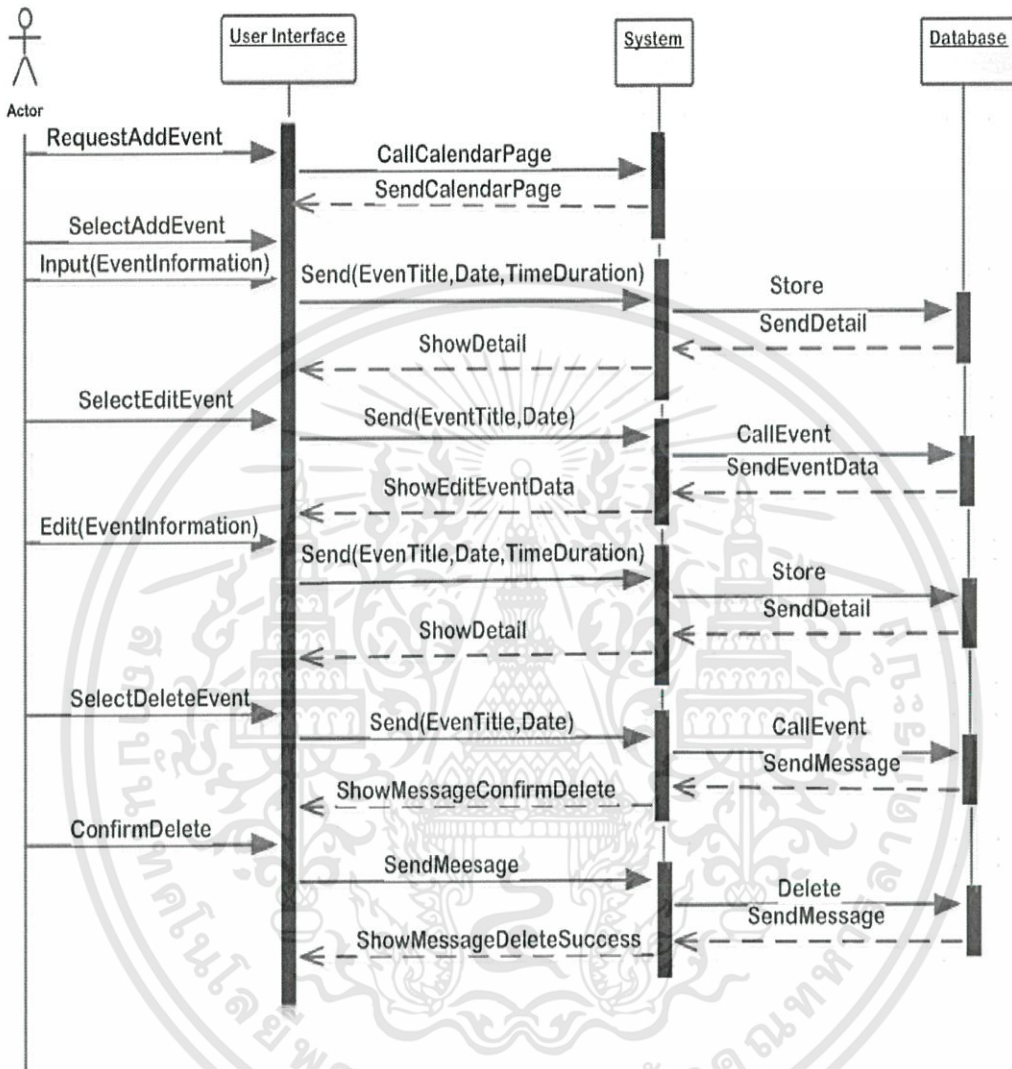 User Interface
System
Database
Actor
RequestAddEvent
CallCalendarPage
SendCalendarPage
SelectAddEvent
Input(EventInformation)
Send(EvenTitle,Date,TimeDuration)
Store
SendDetail
ShowDetail
SelectEditEvent
Send(EventTitle,Date)
CallEvent
SendEventData
ShowEditEventData
Edit(EventInformation)
Send(EvenTitle,Date,TimeDuration)
Store
SendDetail
ShowDetail
SelectDeleteEvent
Send(EvenTitle,Date)
CallEvent
SendMessage
ShowMessageConfirmDelete
ConfirmDelete
SendMeesage
Delete
SendMessage
ShowMessageDeleteSuccess